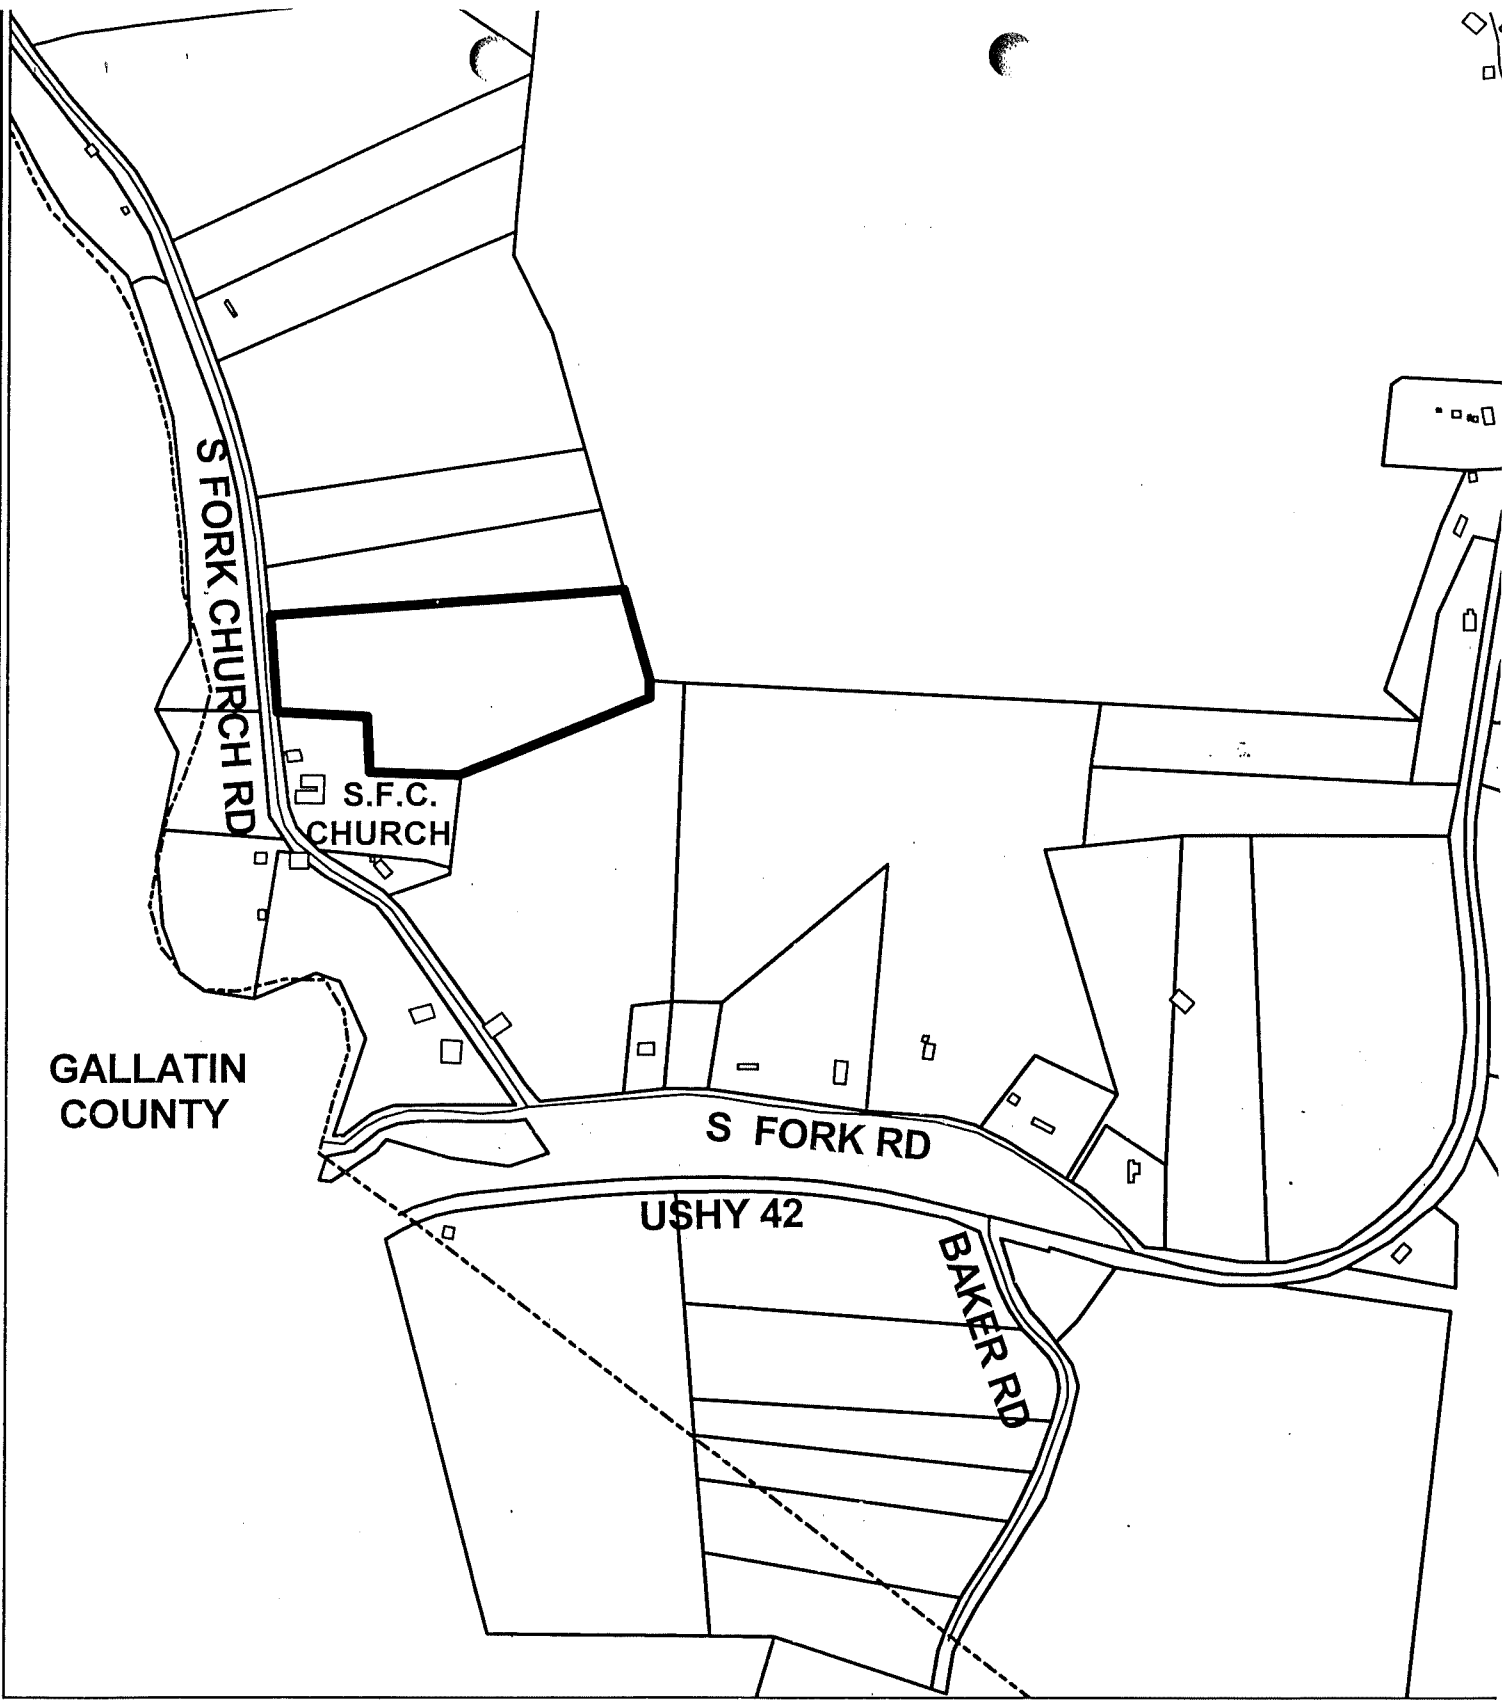 S FORK CHURCH RD
S.F.C.
CHURCH
GALLATIN
COUNTY
S FORK RD
USHY 42
BAKER RD